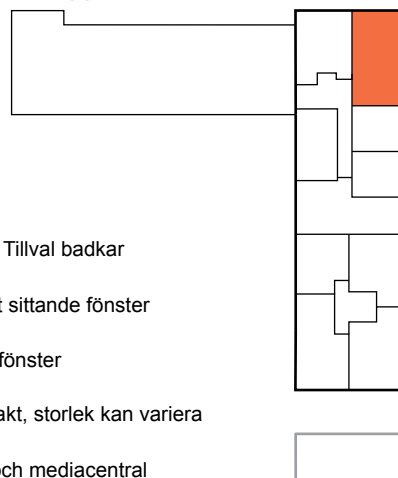 Tillval badkar
t sittande fönster
fönster
akt, storlek kan variera
och mediacentral